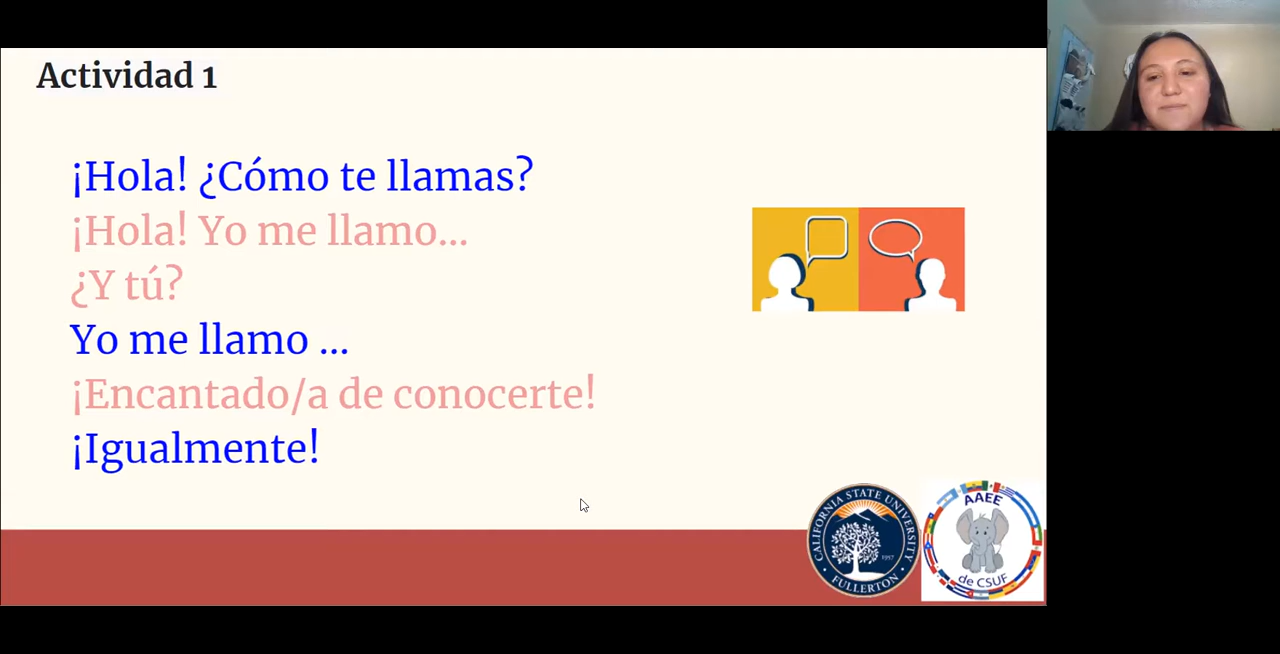 Actividad 1
¡Hola! ¿Cómo te llamas?
¡Hola! Yo me llamo...
¿Y tú?
Yo me llamo ...
¡Encantado/a de conocerte!
¡Igualmente!
CALIFORNIA STATE UNIVERSITY
1957
FULLERTON
AAEE
de CSUF